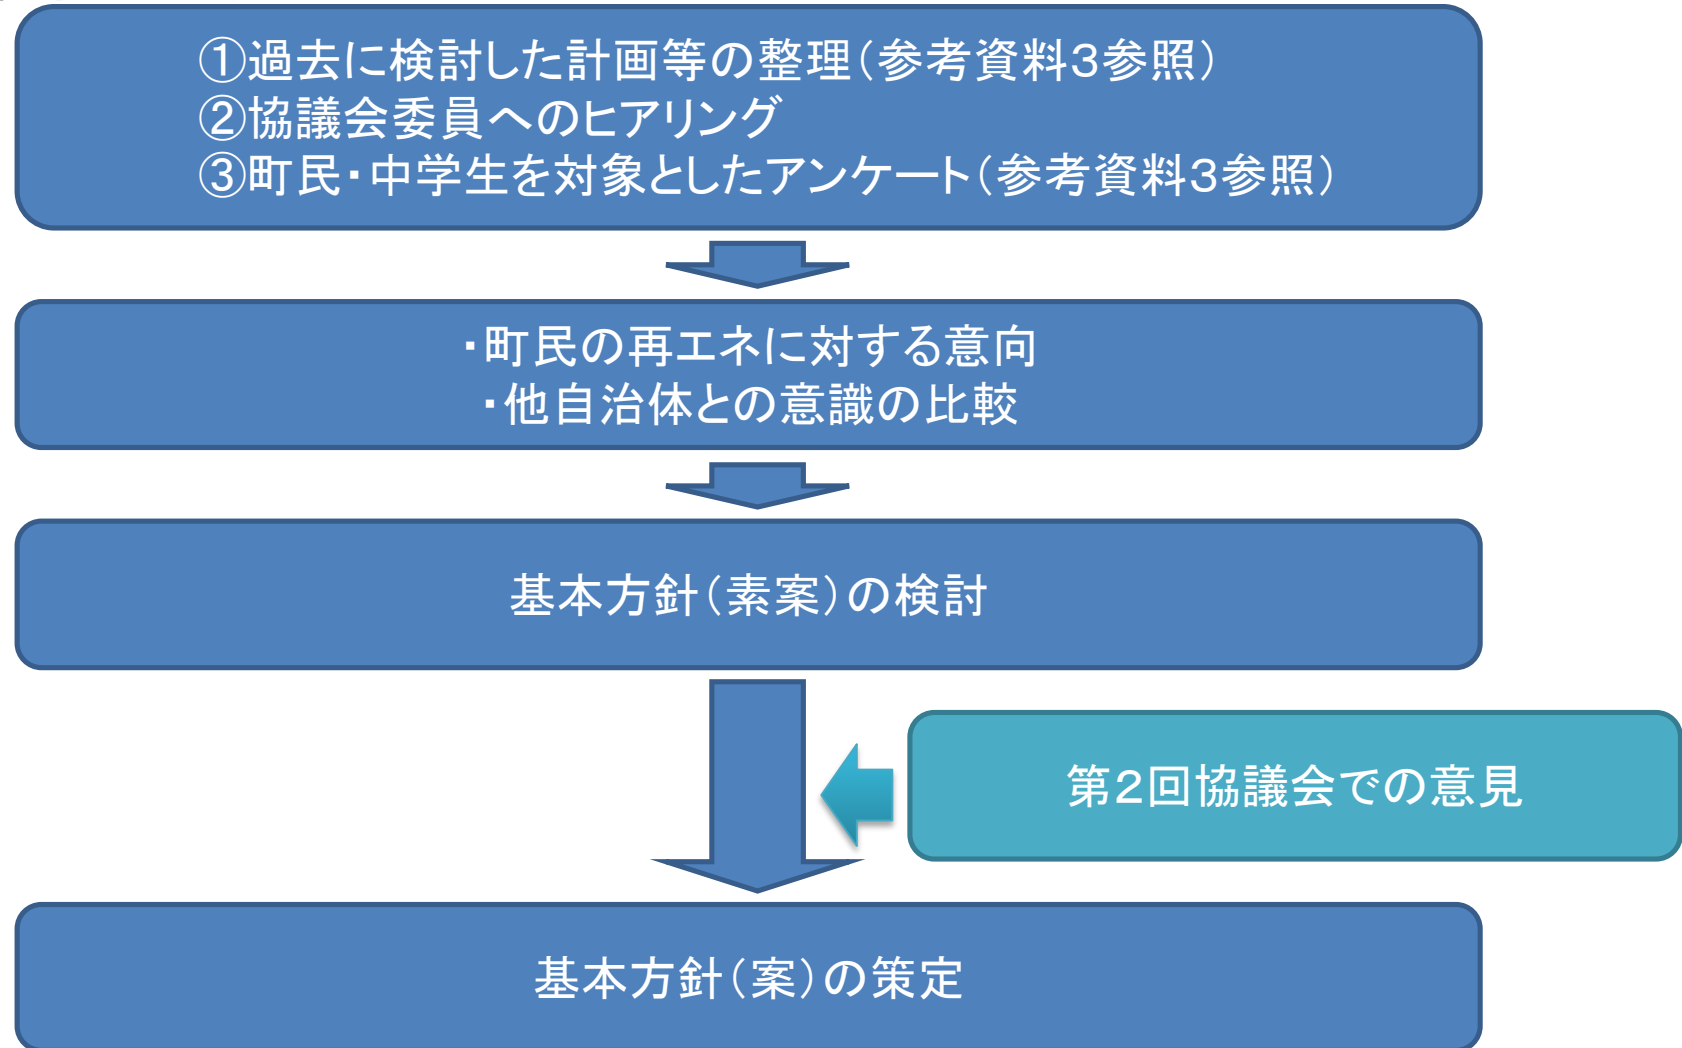 ①過去に検討した計画等の整理(参考資料3参照)
②協議会委員へのヒアリング
③町民・中学生を対象としたアンケート(参考資料3参照)
・町民の再エネに対する意向
・他自治体との意識の比較
基本方針(素案)の検討
第2回協議会での意見
基本方針(案)の策定